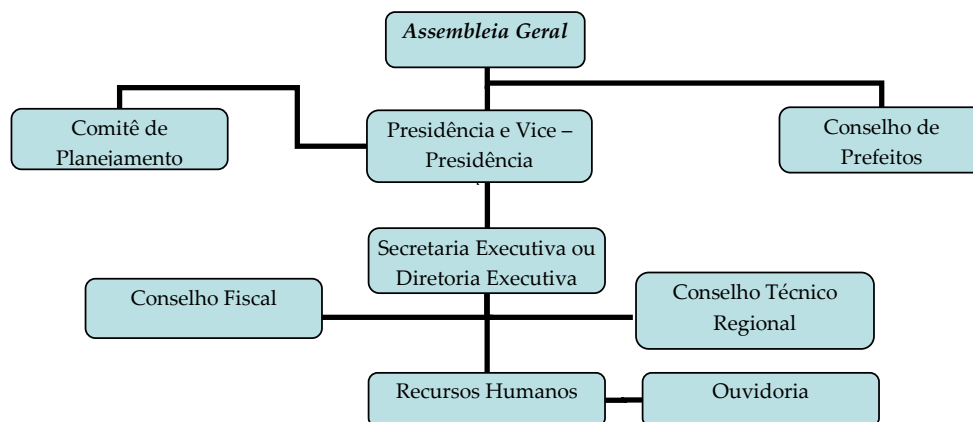 Assembleia Geral
Comitê de
Planejamento
Presidência e Vice –
Presidência
Conselho de
Prefeitos
Secretaria Executiva ou
Diretoria Executiva
Conselho Fiscal
Conselho Técnico
Regional
Recursos Humanos
Ouvidoria